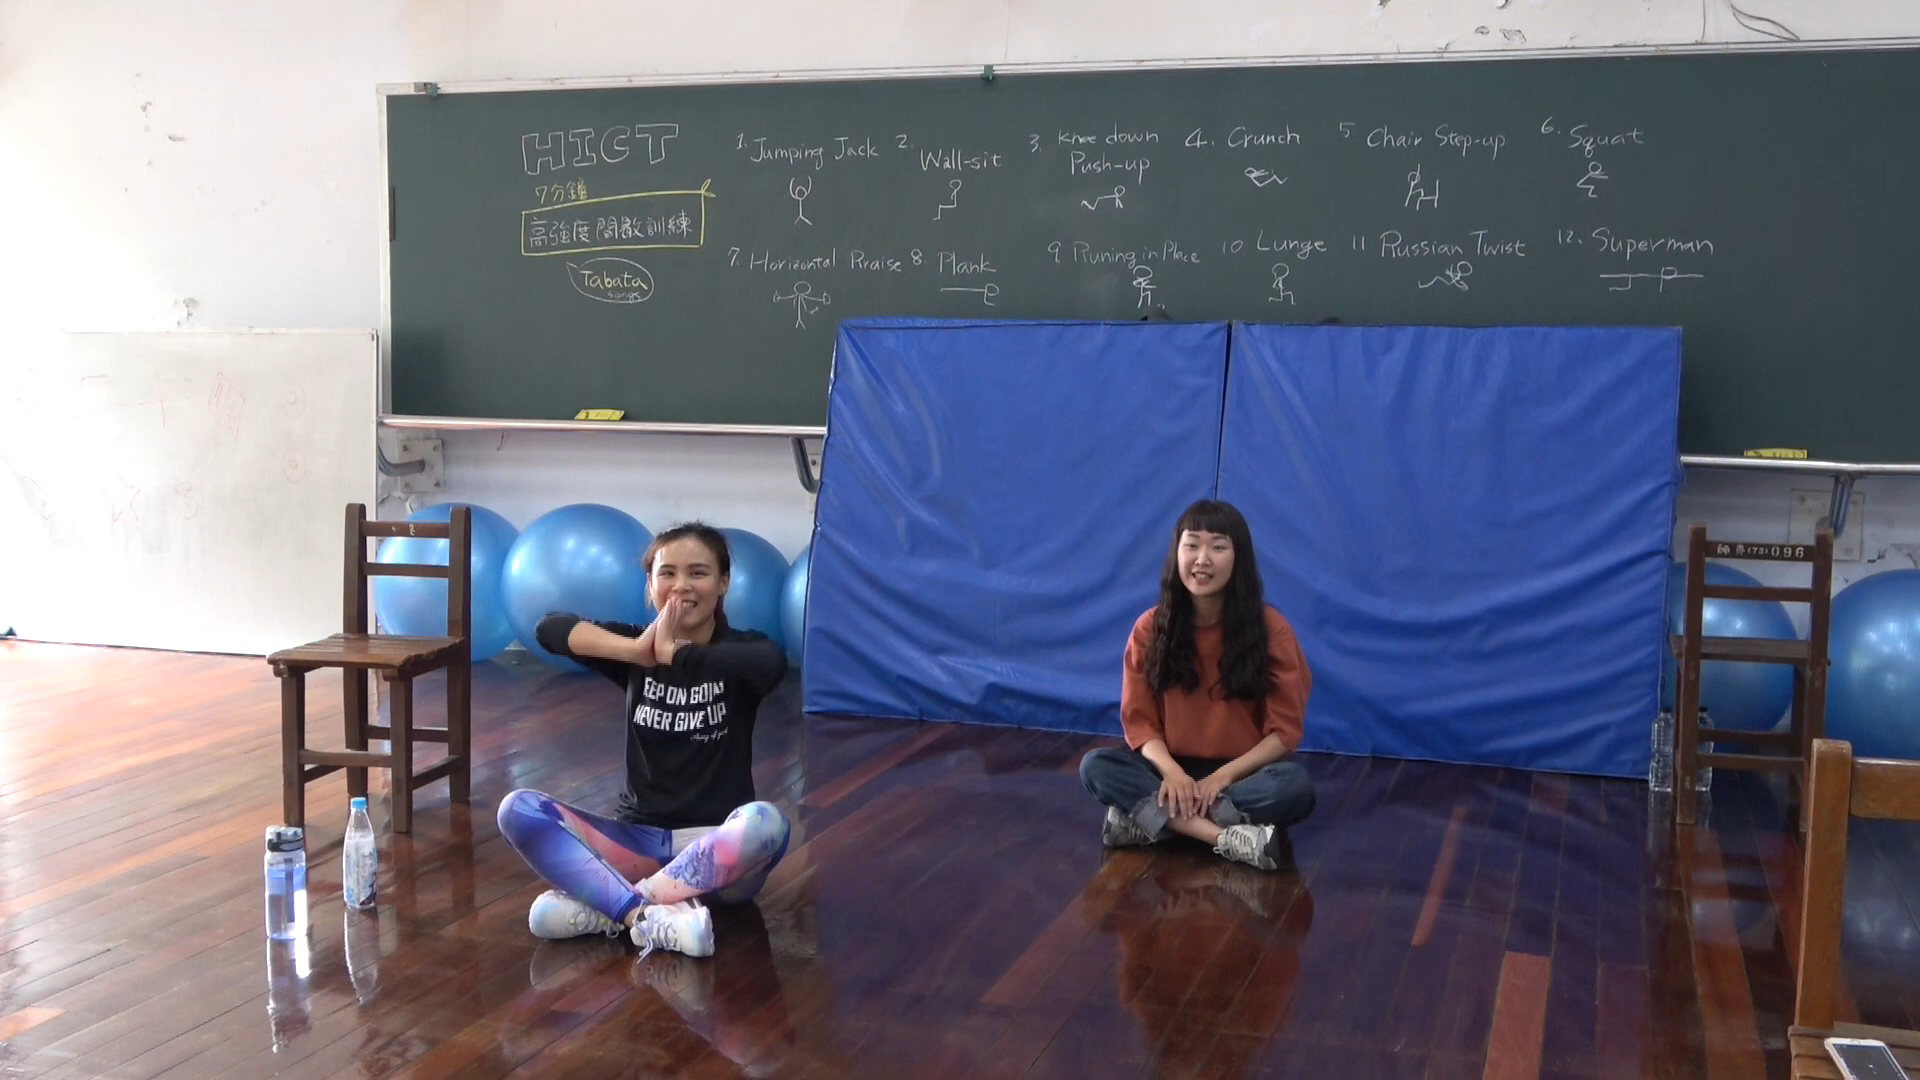 HICT
7分鐘
高強度間歇訓練
Tabata
songs
1. Jumping Jack
2. Wall-sit
3. Knee down
Push-up
4. Crunch
5 Chair Step-up
6. Squat
7. Horizontal Rraise
8. Plank
9. Runing in Place
10. Lunge
11 Russian Twist
12. Superman
EEP ON GOIN
NEVER GIVE UP
096